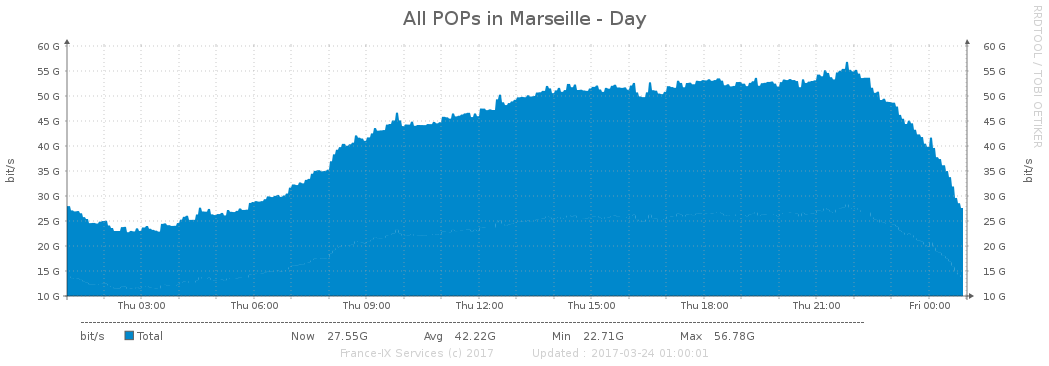 All POPs in Marseille - Day
RRDTOOL / TOBI OETIKER
bit/s
60 G 60 G
55 G 55 G
50 G 50 G
45 G 45 G
40 G 40 G
35 G 35 G
30 G 30 G
25 G 25 G
20 G 20 G
15 G 15 G
10 G 10 G
bit/s
Thu 03:00 Thu 06:00 Thu 09:00 Thu 12:00 Thu 15:00 Thu 18:00 Thu 21:00 Fri 00:00
bit/s Total Now 27.55G Avg 42.22G Min 22.71G Max 56.78G
France-IX Services (c) 2017 Updated : 2017-03-24 01:00:01